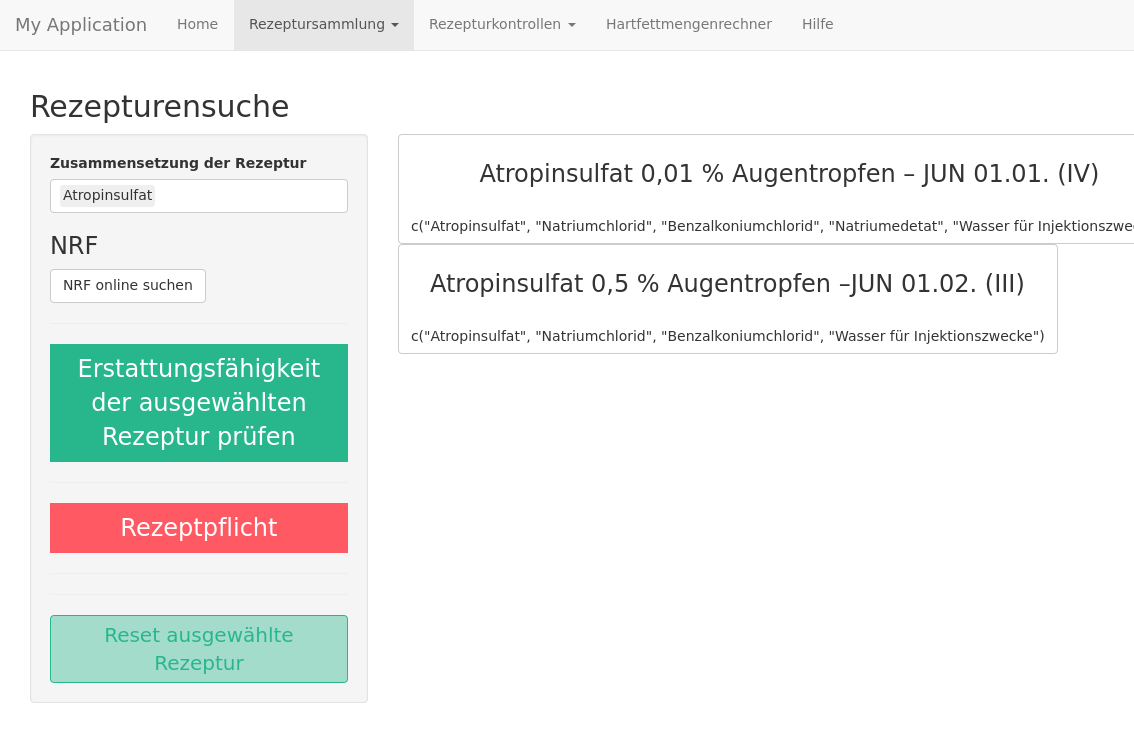 My Application Home Rezeptursammlung Rezepturkontrollen Hartfettmengenrechner Hilfe
Rezepturensuche
Zusammensetzung der Rezeptur
Atropinsulfat
NRF
NRF online suchen
Erstattungsfähigkeit
der ausgewählten
Rezeptur prüfen
Rezeptpflicht
Reset ausgewählte
Rezeptur
Atropinsulfat 0,01 % Augentropfen – JUN 01.01. (IV)
c("Atropinsulfat", "Natriumchlorid", "Benzalkoniumchlorid", "Natriumedetat", "Wasser für
Atropinsulfat 0,5 % Augentropfen –JUN 01.02. (III)
c("Atropinsulfat", "Natriumchlorid", "Benzalkoniumchlorid", "Wasser für Injektionszwecke")